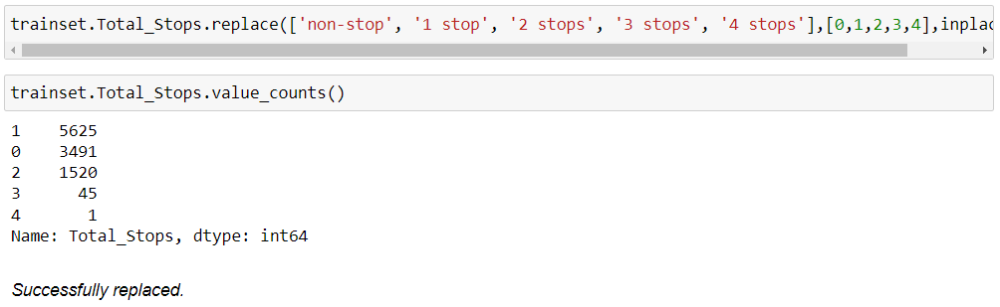 trainset.Total_Stops.replace(['non-stop', '1 stop', '2 stops', '3 stops', '4 stops'],[0,1,2,3,4],inplac
trainset.Total_Stops.value_counts()
1    5625
0    3491
2    1520
3      45
4       1
Name: Total_Stops, dtype: int64
Successfully replaced.